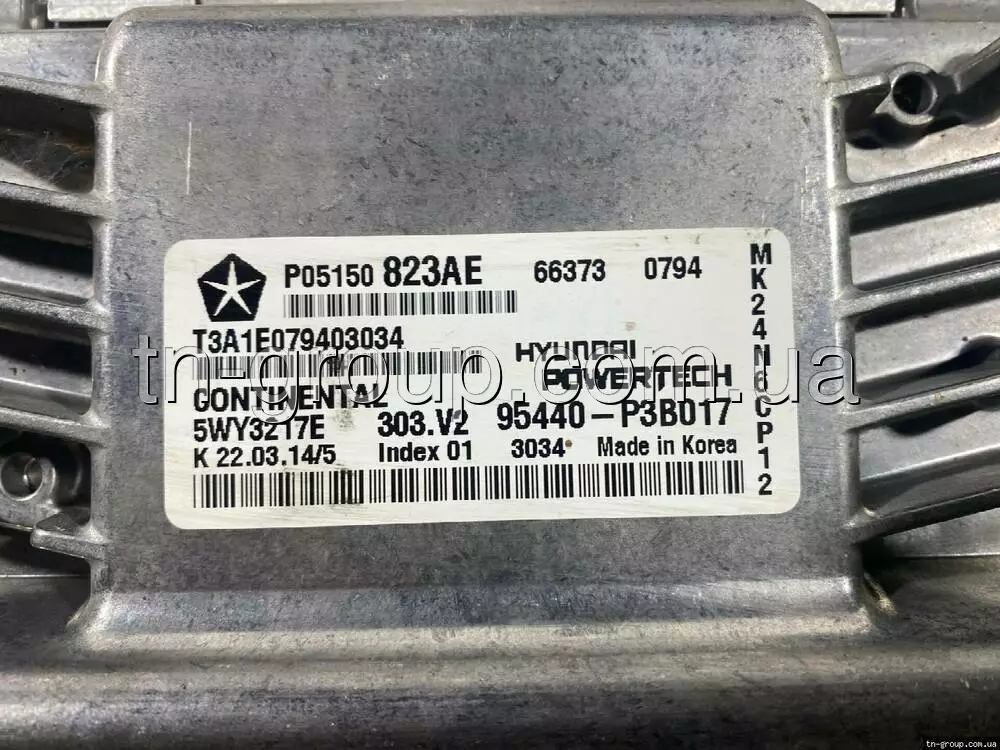 P05150 823AE 66373 0794
T3A1E079403034
HYUNDAI
POWERTECH
CONTINENTAL
5WY3217E 303.V2 95440-P3B017
K 22.03.14/5 Index 01 3034 Made in Korea
MK24N6CP12
tn-group.com.ua
tn-group.com.ua